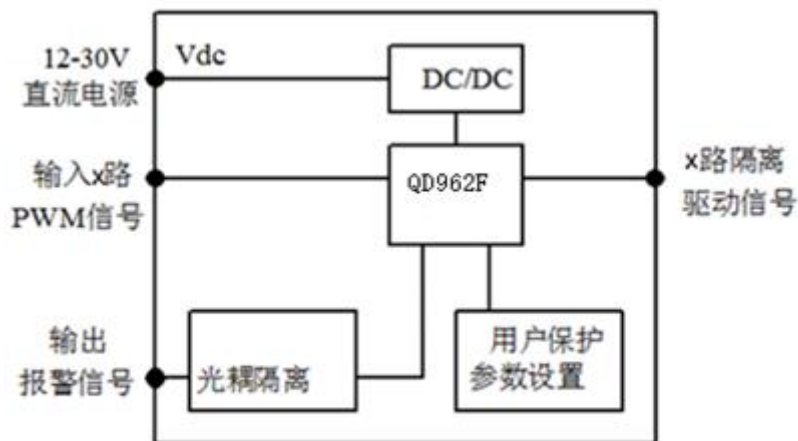 12-30V
直流电源
Vdc
DC/DC
输入x路
PWM信号
QD962F
x路隔离
驱动信号
输出
报警信号
光耦隔离
用户保护
参数设置